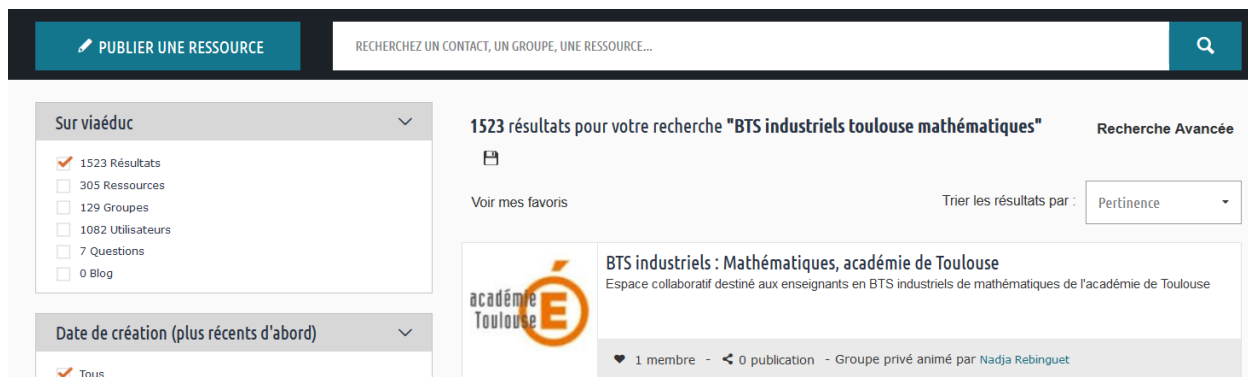 PUBLIER UNE RESSOURCE
RECHERCHEZ UN CONTACT, UN GROUPE, UNE RESSOURCE...
Sur viaéduc
1523 Résultats
305 Ressources
129 Groupes
1082 Utilisateurs
7 Questions
0 Blog
Date de création (plus récents d'abord)
Tous
1523 résultats pour votre recherche "BTS industriels toulouse mathématiques"
Recherche Avancée
Voir mes favoris
Trier les résultats par :
Pertinence
académie
Toulouse
É
BTS industriels : Mathématiques, académie de Toulouse
Espace collaboratif destiné aux enseignants en BTS industriels de mathématiques de l'académie de Toulouse
1 membre - 0 publication - Groupe privé animé par Nadja Rebinguet